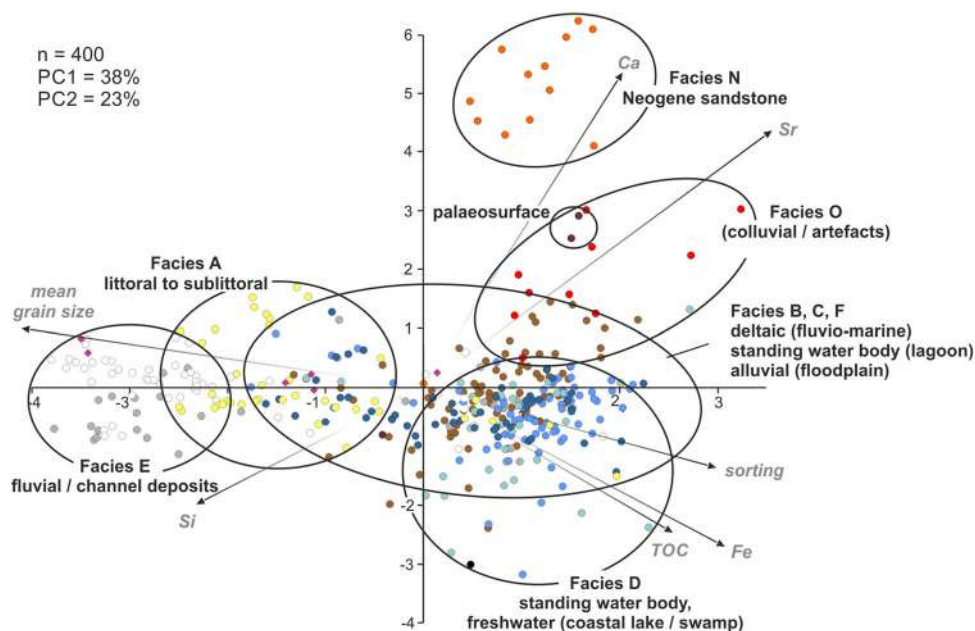 n = 400
PC1 = 38%
PC2 = 23%
6
5
4
3
2
1
-2
-3
-4
-4
-3
-1
0
1
2
3
Ca
Sr
Facies N
Neogene sandstone
palaeosurface
Facies O
(colluvial / artefacts)
Facies A
littoral to sublittoral
mean
grain size
Facies B, C, F
deltaic (fluvio-marine)
standing water body (lagoon)
alluvial (floodplain)
Facies E
fluvial / channel deposits
Si
sorting
TOC
Fe
Facies D
standing water body,
freshwater (coastal lake / swamp)